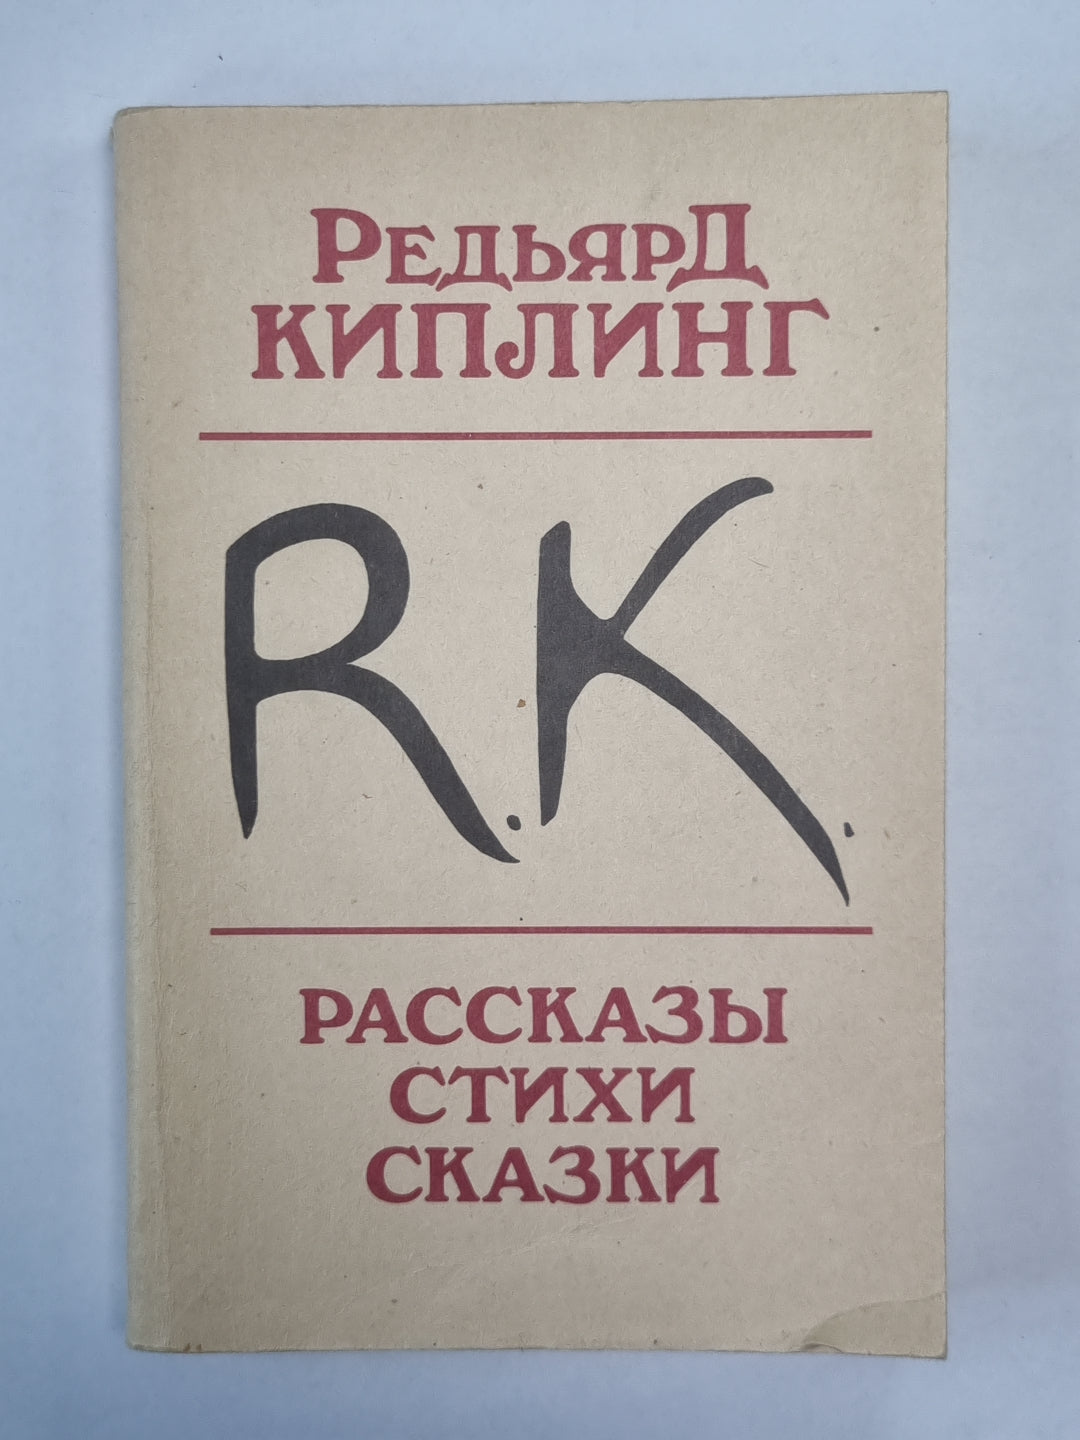 РЕДЬЯРД
КИПЛИНГ
R.K.
РАССКАЗЫ
СТИХИ
СКАЗКИ